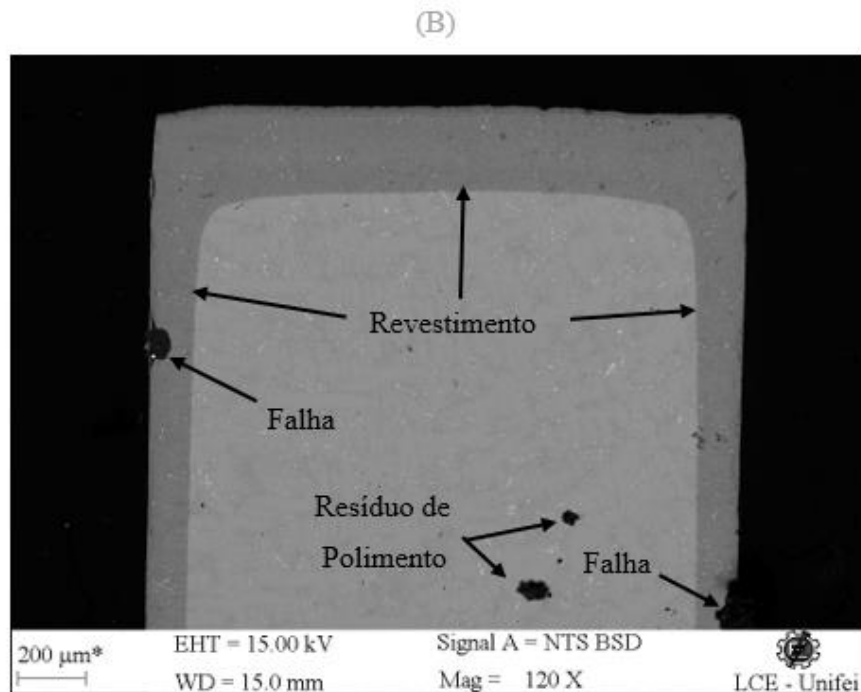 (B)
Revestimento
Falha
Resíduo de
Polimento
Falha
200 µm*
EHT = 15.00 kV
Signal A = NTS BSD
WD = 15.0 mm
Mag = 120 X
LCE - Unifei